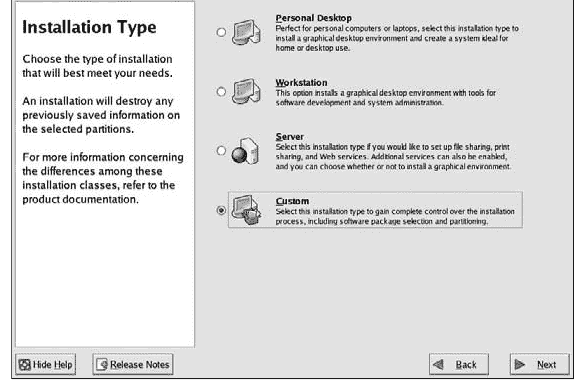 Installation Type
Choose the type of installation
that will best meet your needs.
An installation will destroy any
previously saved information on
the selected partitions.
For more information concerning
the differences among these
installation classes, refer to the
product documentation.
Personal Desktop
Perfect for personal computers or laptops, select this installation type to
install a graphical desktop environment and create a system ideal for
home or desktop use.
Workstation
This option installs a graphical desktop environment with tools for
software development and system administration.
Server
Select this installation type if you would like to set up file sharing, print
sharing, and Web services. Additional services can also be enabled,
and you can choose whether or not to install a graphical environment.
Custom
Select this installation type to gain complete control over the installation
process, including software package selection and partitioning.
Hide Help
Release Notes
Back
Next